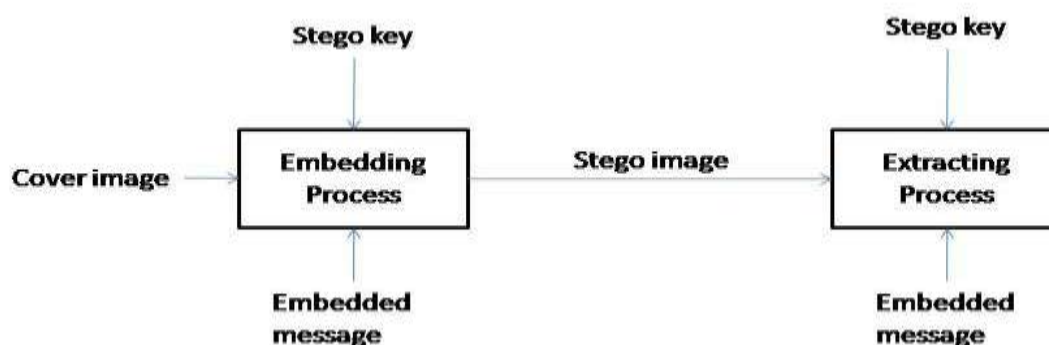 Stego key
Stego key
Cover image
Embedding
Process
Stego image
Extracting
Process
Embedded
message
Embedded
message